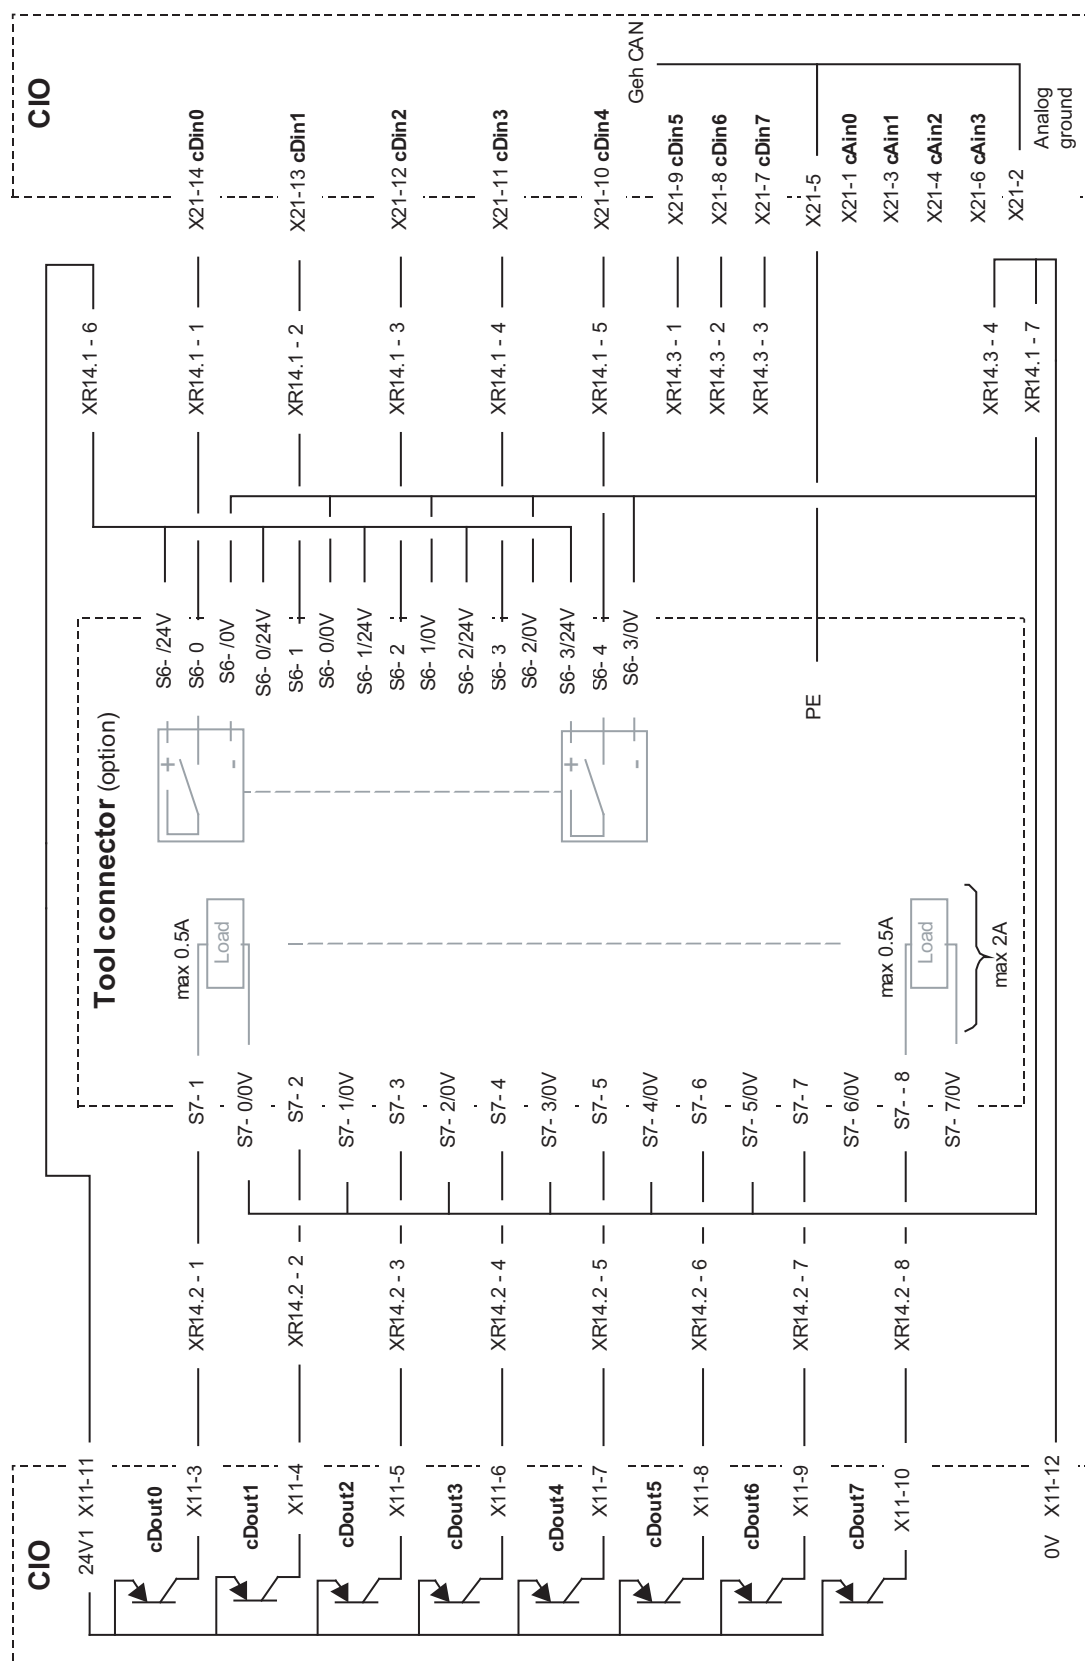 CIO
X21-14 cDin0
X21-13 cDin1
X21-12 cDin2
X21-11 cDin3
X21-10 cDin4
Geh CAN
X21-9 cDin5
X21-8 cDin6
X21-7 cDin7
X21-5
X21-1 cAin0
X21-3 cAin1
X21-4 cAin2
X21-6 cAin3
X21-2
Analog
ground
XR14.1 - 6
XR14.1 - 1
XR14.1 - 2
XR14.1 - 3
XR14.1 - 4
XR14.1 - 5
XR14.3 - 1
XR14.3 - 2
XR14.3 - 3
XR14.3 - 4
XR14.1 - 7
S6- /24V
S6- 0
S6- /0V
S6- 0/24V
S6- 1
S6- 0/0V
S6- 1/24V
S6- 2
S6- 1/0V
S6- 2/24V
S6- 3
S6- 2/0V
S6- 3/24V
S6- 4
S6- 3/0V
PE
Tool connector (option)
+
-
+
-
max 0.5A
Load
max 0.5A
Load
max 2A
S7- 1
S7- 0/0V
S7- 2
S7- 1/0V
S7- 3
S7- 2/0V
S7- 4
S7- 3/0V
S7- 5
S7- 4/0V
S7- 6
S7- 5/0V
S7- 7
S7- 6/0V
S7- - 8
S7- 7/0V
XR14.2 - 1
XR14.2 - 2
XR14.2 - 3
XR14.2 - 4
XR14.2 - 5
XR14.2 - 6
XR14.2 - 7
XR14.2 - 8
CIO
24V1 X11-11
cDout0
X11-3
cDout1
X11-4
cDout2
X11-5
cDout3
X11-6
cDout4
X11-7
cDout5
X11-8
cDout6
X11-9
cDout7
X11-10
0V X11-12